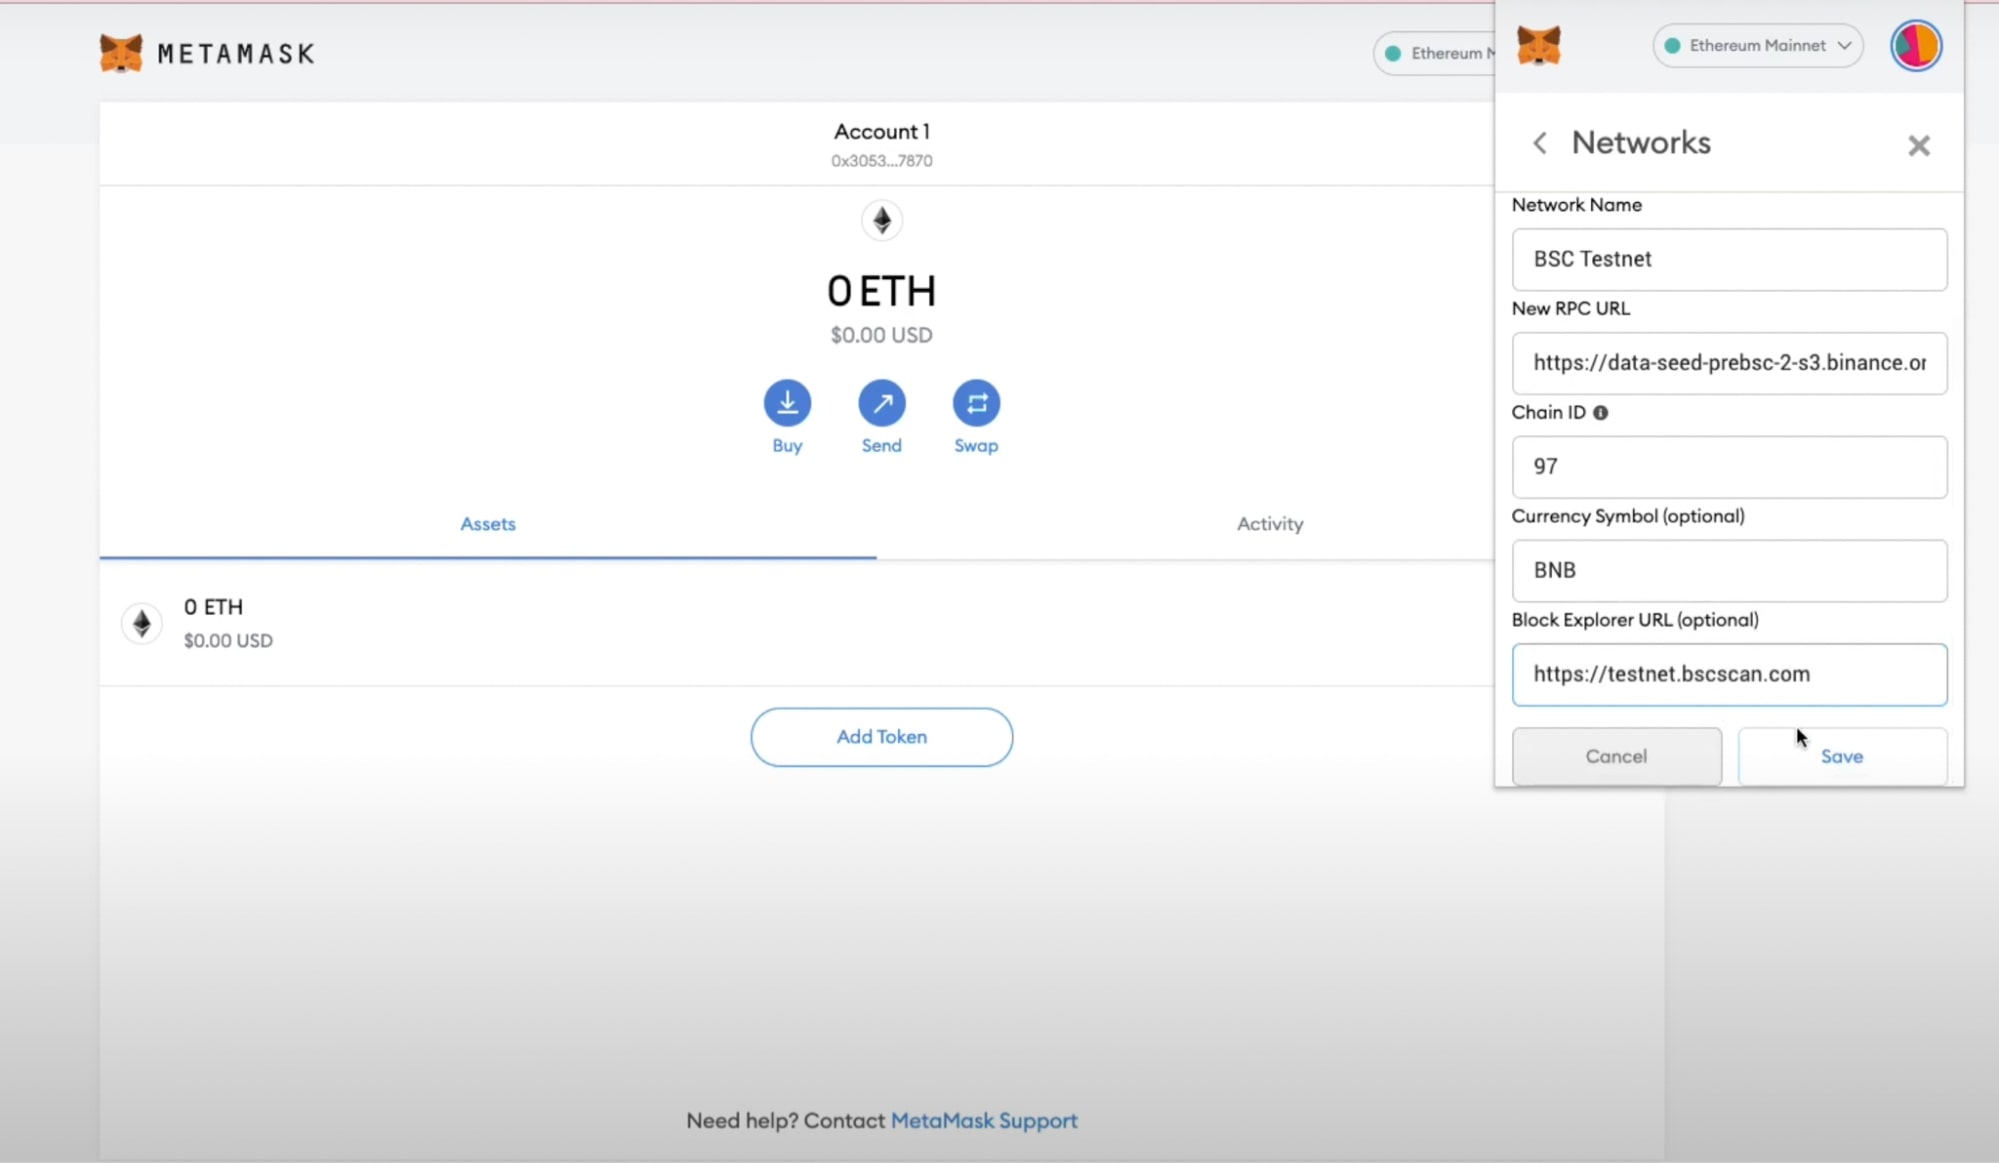 METAMASK
Ethereum M
Account 1
0x3053...7870
0 ETH
$0.00 USD
Buy
Send
Swap
Assets
Activity
0 ETH
$0.00 USD
Add Token
Need help? Contact MetaMask Support
Ethereum Mainnet
Networks
Network Name
BSC Testnet
New RPC URL
https://data-seed-prebsc-2-s3.binance.or
Chain ID
97
Currency Symbol (optional)
BNB
Block Explorer URL (optional)
https://testnet.bscscan.com
Cancel
Save